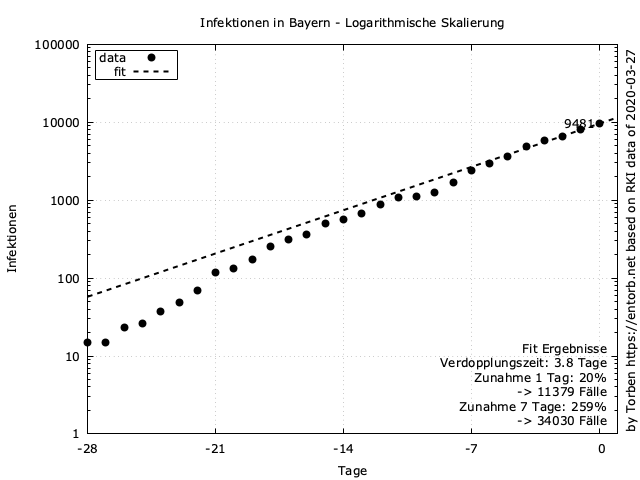 Infektionen in Bayern - Logarithmische Skalierung
100000
10000
1000
100
10
1
-28
-21
-14
-7
0
Tage
Infektionen
data
fit
9481
Fit Ergebnisse
Verdopplungszeit: 3.8 Tage
Zunahme 1 Tag: 20%
-> 11379 Fälle
Zunahme 7 Tage: 259%
-> 34030 Fälle
by Torben https://entorb.net based on RKI data of 2020-03-27